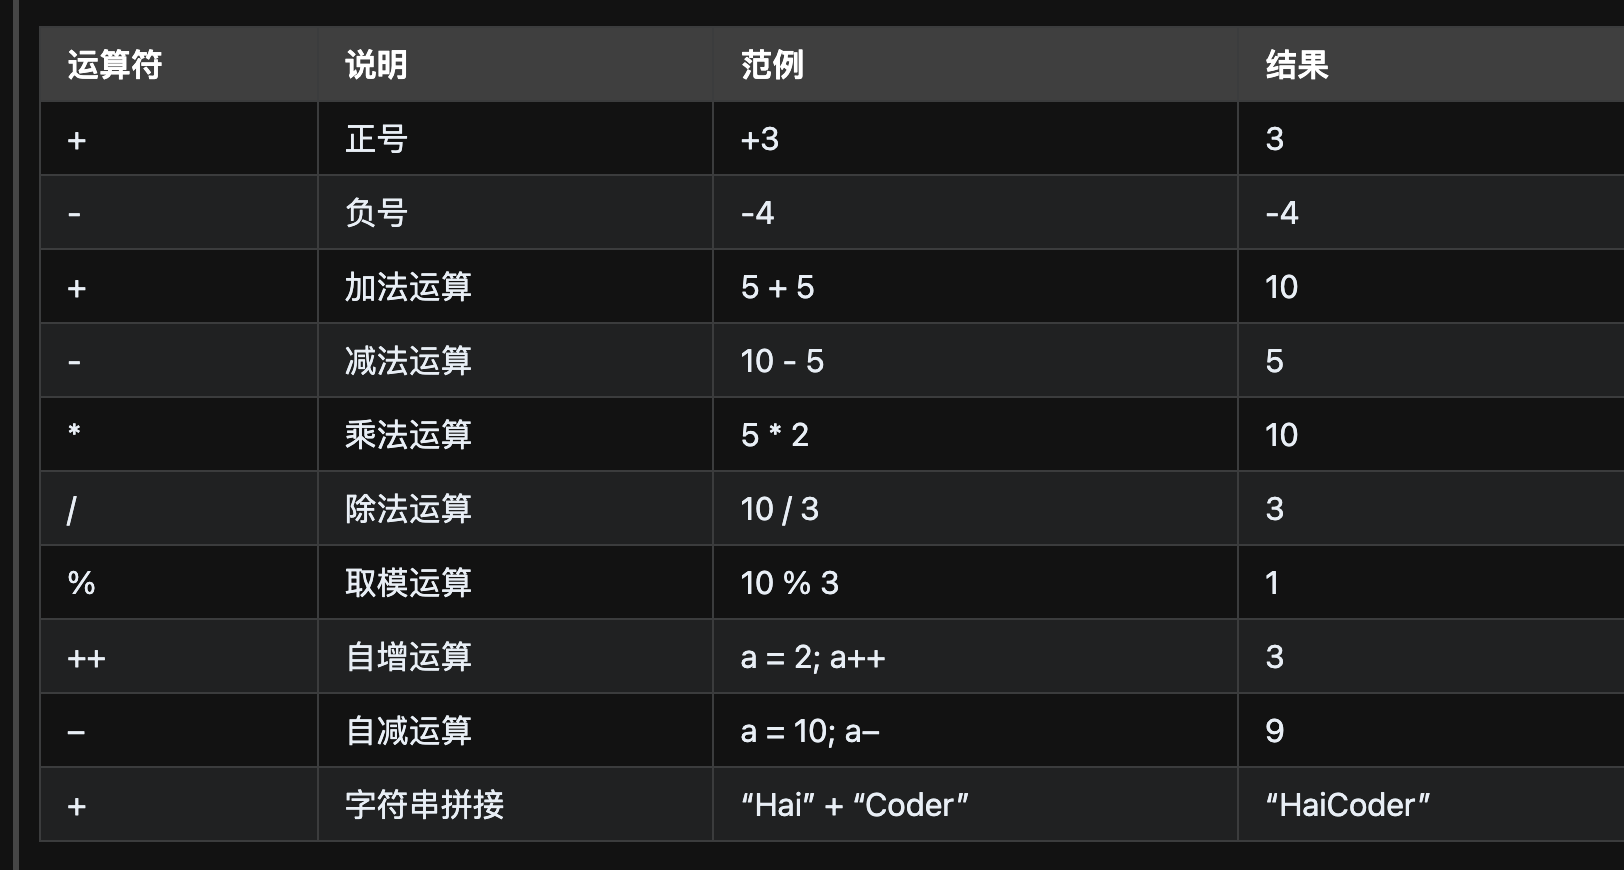 运算符 说明 范例 结果
+ 正号 +3 3
- 负号 -4 -4
+ 加法运算 5 + 5 10
- 减法运算 10 - 5 5
* 乘法运算 5 * 2 10
/ 除法运算 10 / 3 3
% 取模运算 10 % 3 1
++ 自增运算 a = 2; a++ 3
– 自减运算 a = 10; a– 9
+ 字符串拼接 “Hai” + “Coder” “HaiCoder”